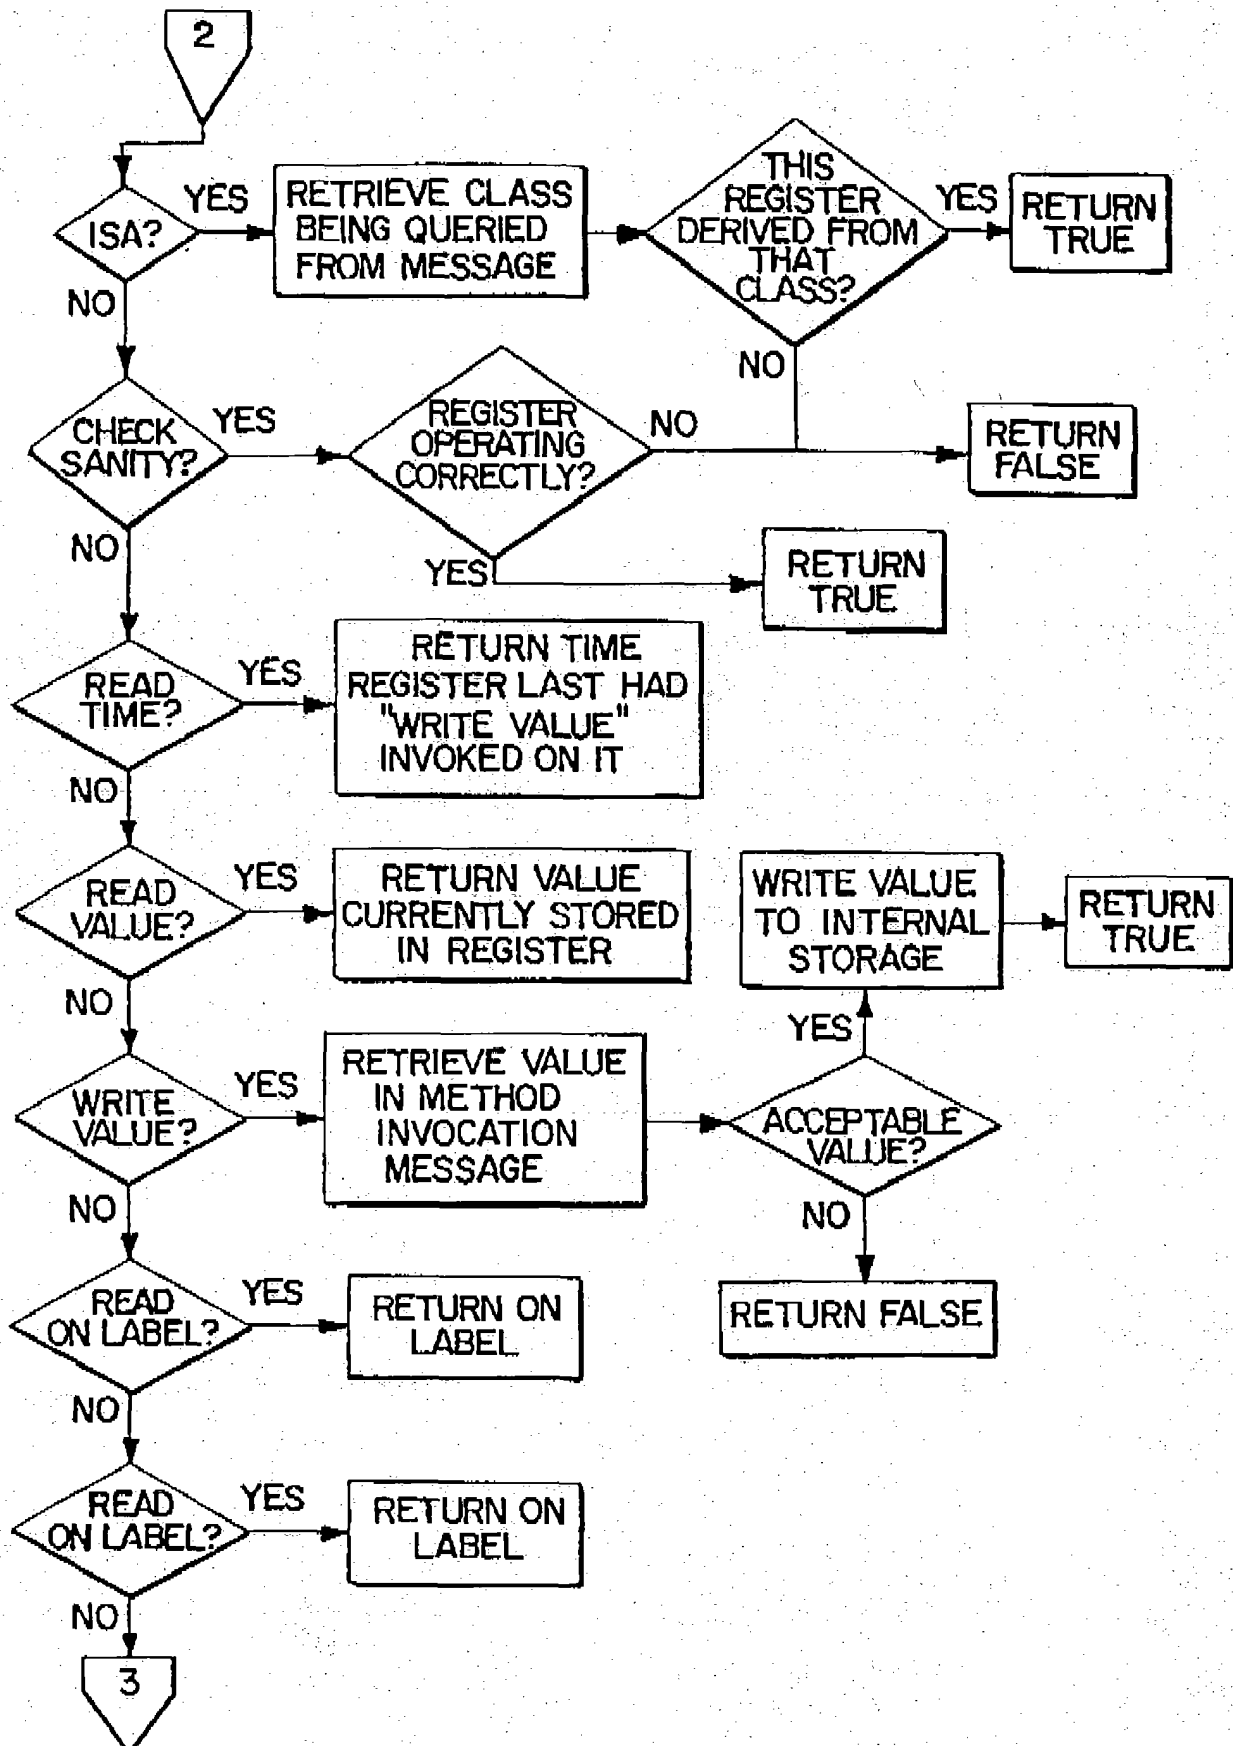 2
ISA?
YES
RETRIEVE CLASS
BEING QUERIED
FROM MESSAGE
THIS
REGISTER
DERIVED FROM
THAT
CLASS?
YES
RETURN
TRUE
NO
NO
CHECK
SANITY?
YES
REGISTER
OPERATING
CORRECTLY?
NO
RETURN
FALSE
NO
YES
RETURN
TRUE
READ
TIME?
YES
RETURN TIME
REGISTER LAST HAD
"WRITE VALUE"
INVOKED ON IT
NO
READ
VALUE?
YES
RETURN VALUE
CURRENTLY STORED
IN REGISTER
WRITE VALUE
TO INTERNAL
STORAGE
RETURN
TRUE
NO
YES
WRITE
VALUE?
YES
RETRIEVE VALUE
IN METHOD
INVOCATION
MESSAGE
ACCEPTABLE
VALUE?
NO
NO
READ
ON LABEL?
YES
RETURN ON
LABEL
RETURN FALSE
NO
READ
ON LABEL?
YES
RETURN ON
LABEL
NO
3